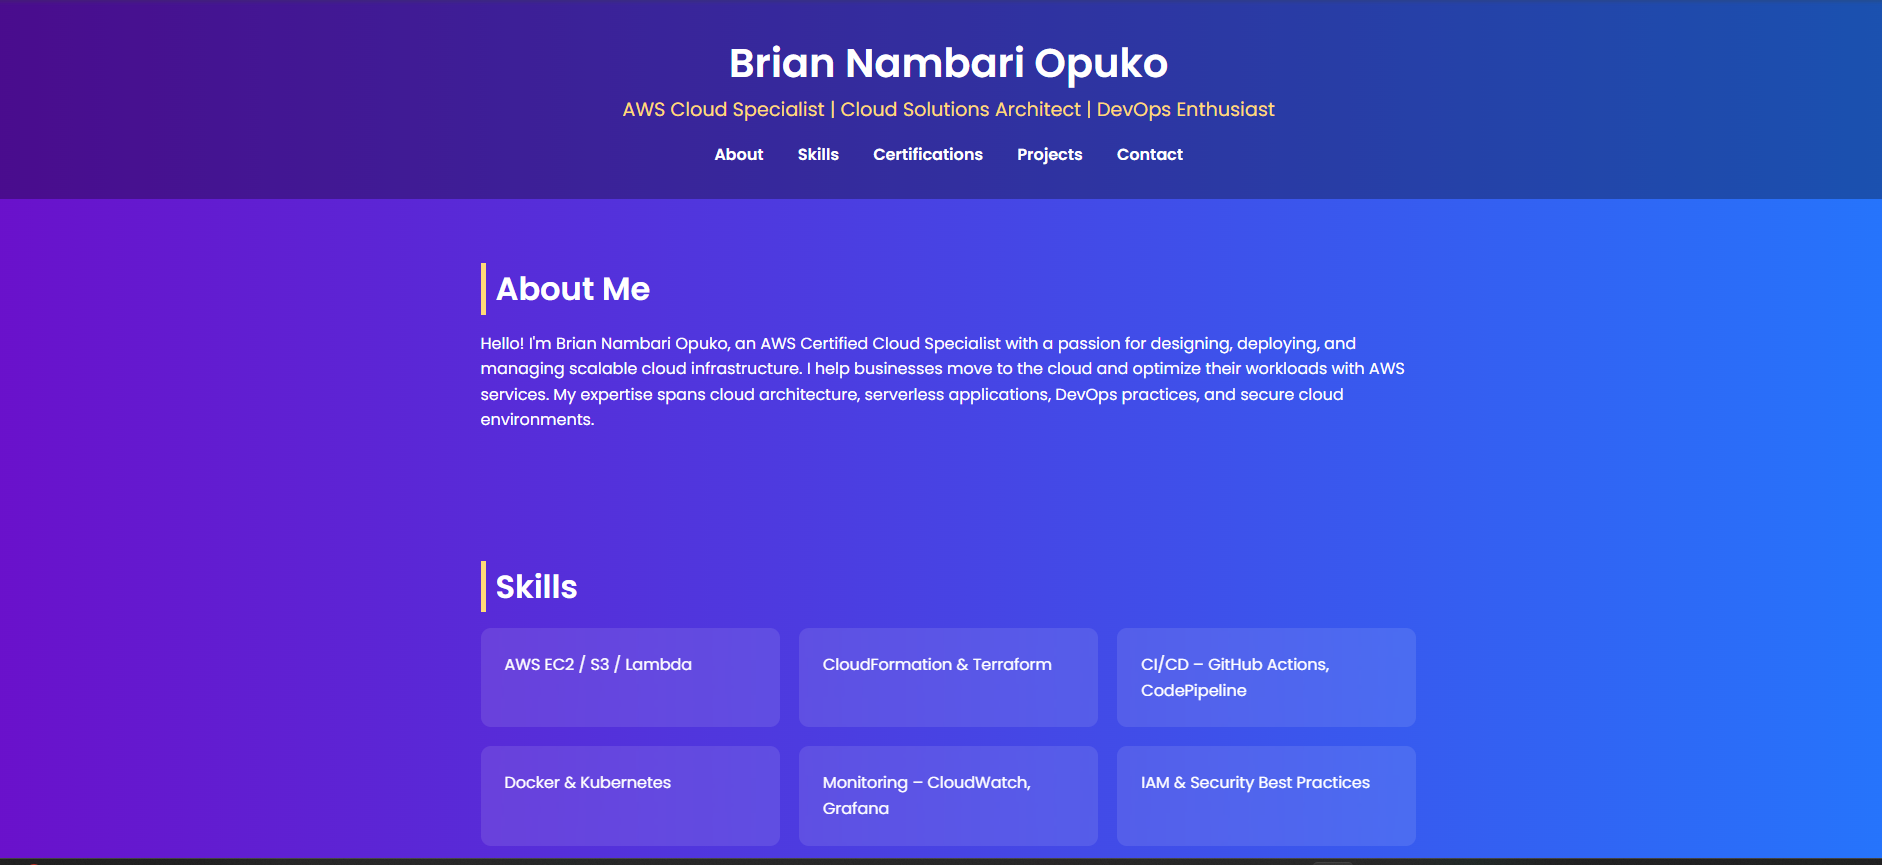 Brian Nambari Opuko
AWS Cloud Specialist | Cloud Solutions Architect | DevOps Enthusiast
About Skills Certifications Projects Contact
About Me
Hello! I'm Brian Nambari Opuko, an AWS Certified Cloud Specialist with a passion for designing, deploying, and
managing scalable cloud infrastructure. I help businesses move to the cloud and optimize their workloads with AWS
services. My expertise spans cloud architecture, serverless applications, DevOps practices, and secure cloud
environments.
Skills
AWS EC2 / S3 / Lambda
CloudFormation & Terraform
CI/CD – GitHub Actions,
CodePipeline
Docker & Kubernetes
Monitoring – CloudWatch,
Grafana
IAM & Security Best Practices